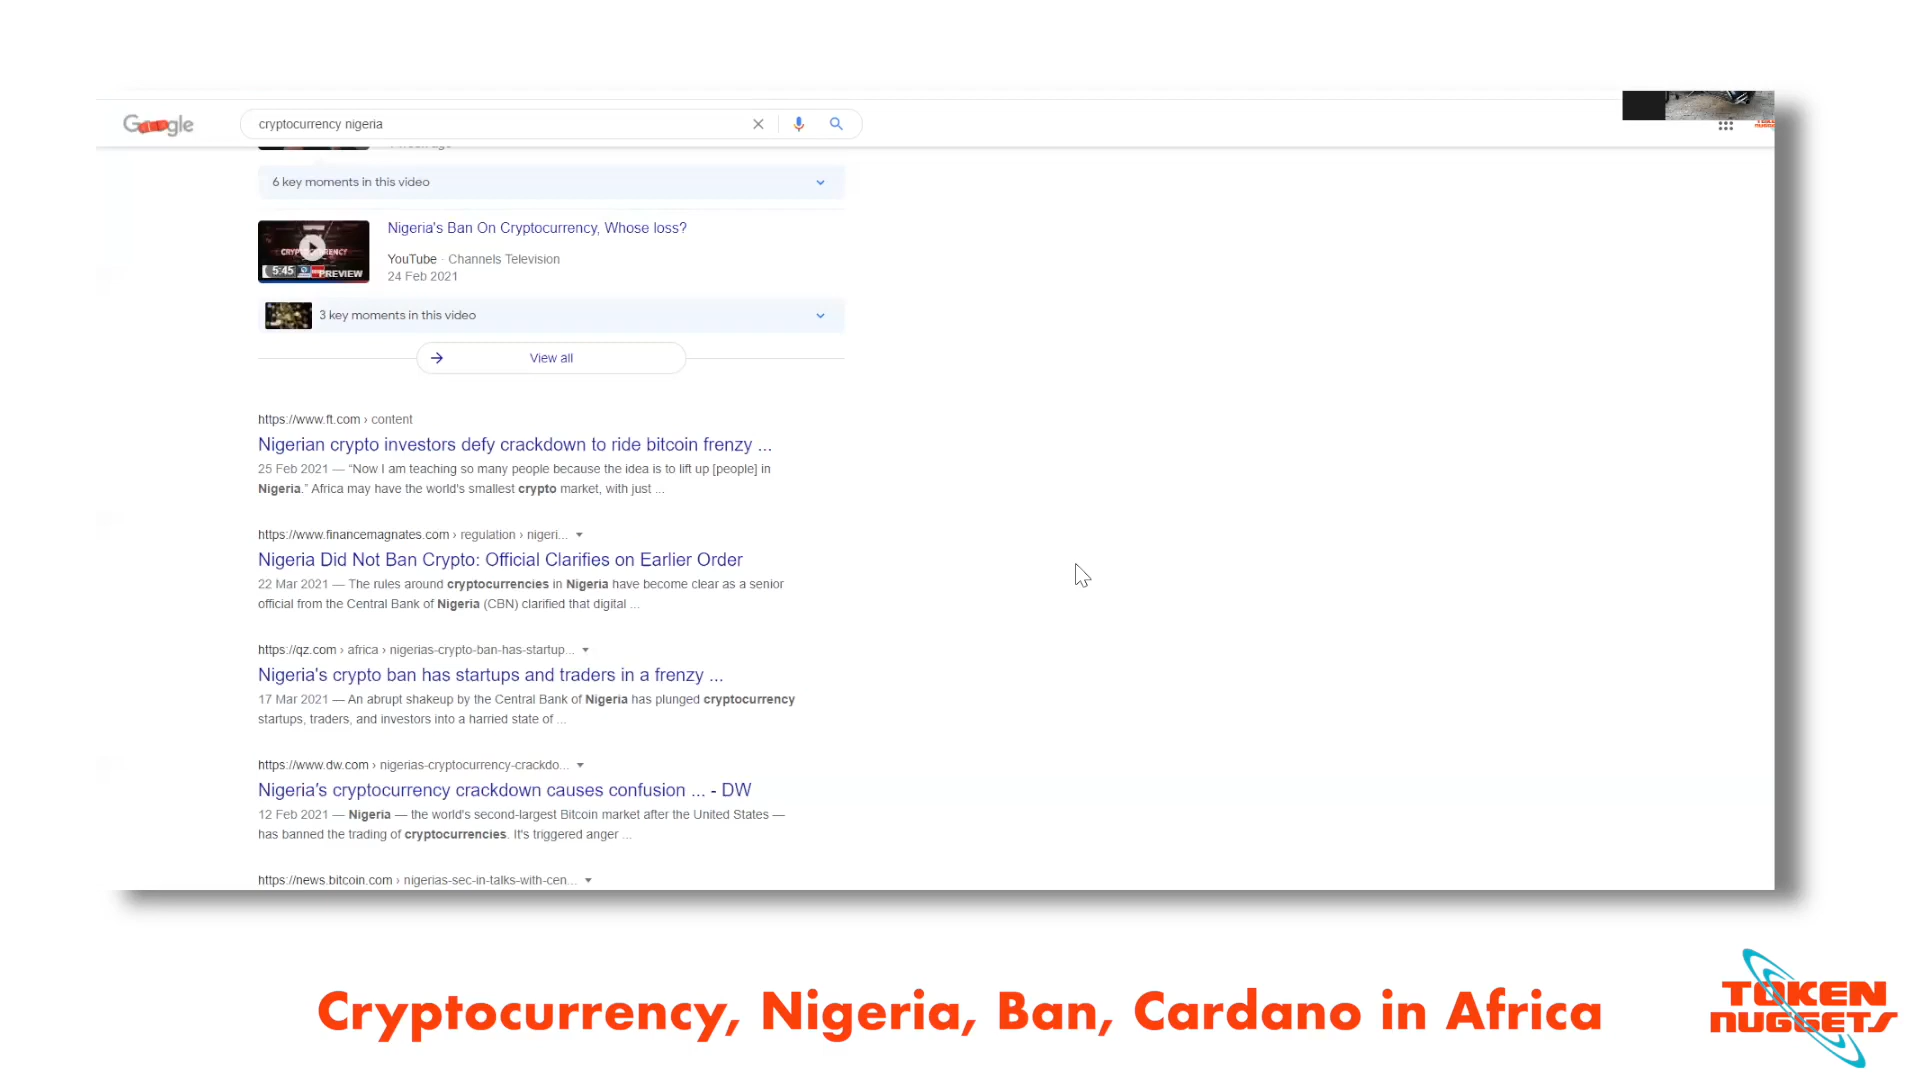 Google
cryptocurrency nigeria
6 key moments in this video
Nigeria's Ban On Cryptocurrency, Whose loss?
CRYPTOCURRENCY
5:45
PREVIEW
YouTube · Channels Television
24 Feb 2021
3 key moments in this video
View all
https://www.ft.com › content
Nigerian crypto investors defy crackdown to ride bitcoin frenzy ...
25 Feb 2021 — “Now I am teaching so many people because the idea is to lift up [people] in
Nigeria.” Africa may have the world's smallest crypto market, with just ...
https://www.financemagnates.com › regulation › nigeri...
Nigeria Did Not Ban Crypto: Official Clarifies on Earlier Order
22 Mar 2021 — The rules around cryptocurrencies in Nigeria have become clear as a senior
official from the Central Bank of Nigeria (CBN) clarified that digital ...
https://qz.com › africa › nigerias-crypto-ban-has-startup...
Nigeria's crypto ban has startups and traders in a frenzy ...
17 Mar 2021 — An abrupt shakeup by the Central Bank of Nigeria has plunged cryptocurrency
startups, traders, and investors into a harried state of ...
https://www.dw.com › nigerias-cryptocurrency-crackdo...
Nigeria's cryptocurrency crackdown causes confusion ... - DW
12 Feb 2021 — Nigeria — the world's second-largest Bitcoin market after the United States —
has banned the trading of cryptocurrencies. It's triggered anger ...
https://news.bitcoin.com › nigerias-sec-in-talks-with-cen...
Cryptocurrency, Nigeria, Ban, Cardano in Africa
TOKEN
NUGGETS